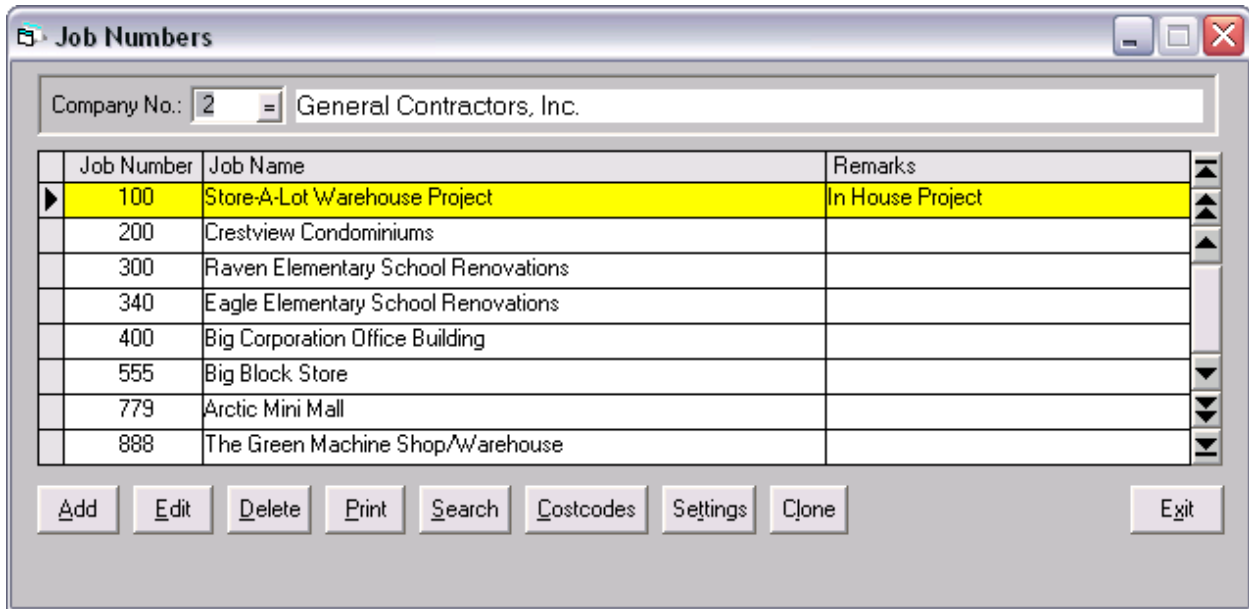 Job Numbers
Company No.: 2 = General Contractors, Inc.
Job Number Job Name Remarks
100 Store-A-Lot Warehouse Project In House Project
200 Crestview Condominiums
300 Raven Elementary School Renovations
340 Eagle Elementary School Renovations
400 Big Corporation Office Building
555 Big Block Store
779 Arctic Mini Mall
888 The Green Machine Shop/Warehouse
Add Edit Delete Print Search Costcodes Settings Clone Exit